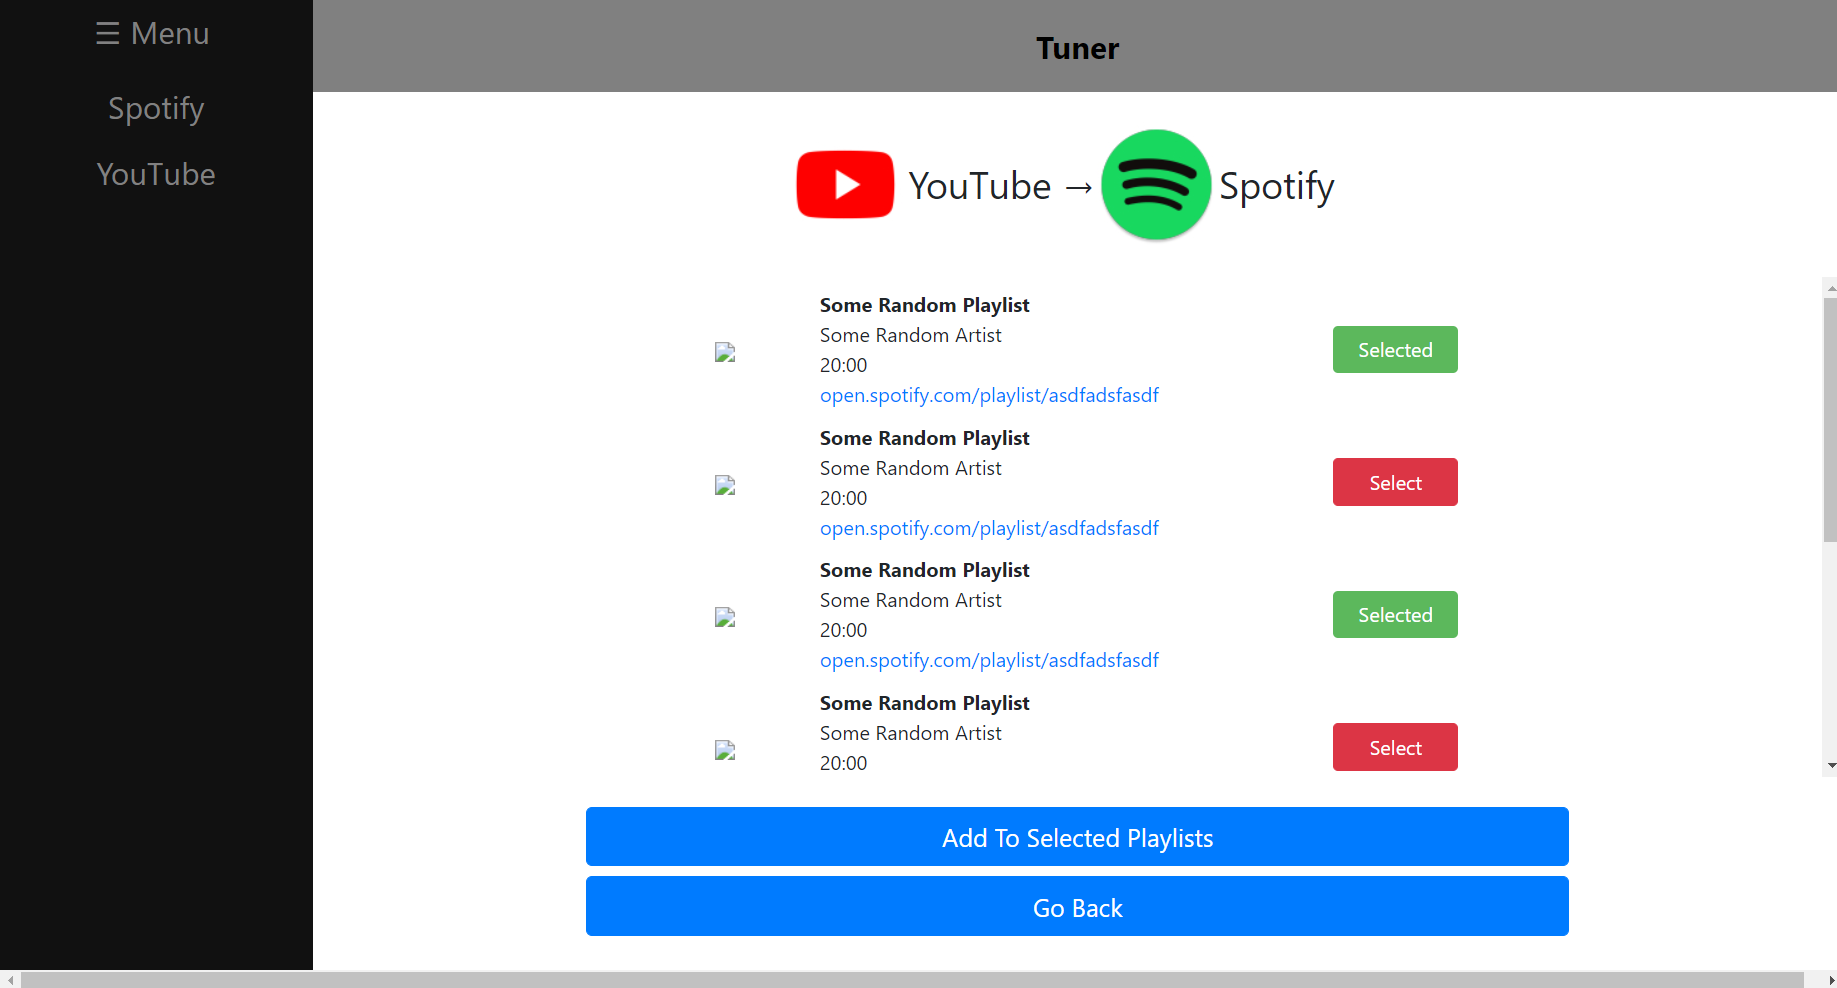 ☰ Menu
Spotify
YouTube
Tuner
YouTube → Spotify
Some Random Playlist
Some Random Artist
20:00
open.spotify.com/playlist/asdfadsfasdf
Selected
Some Random Playlist
Some Random Artist
20:00
open.spotify.com/playlist/asdfadsfasdf
Select
Some Random Playlist
Some Random Artist
20:00
open.spotify.com/playlist/asdfadsfasdf
Selected
Some Random Playlist
Some Random Artist
20:00
Select
Add To Selected Playlists
Go Back